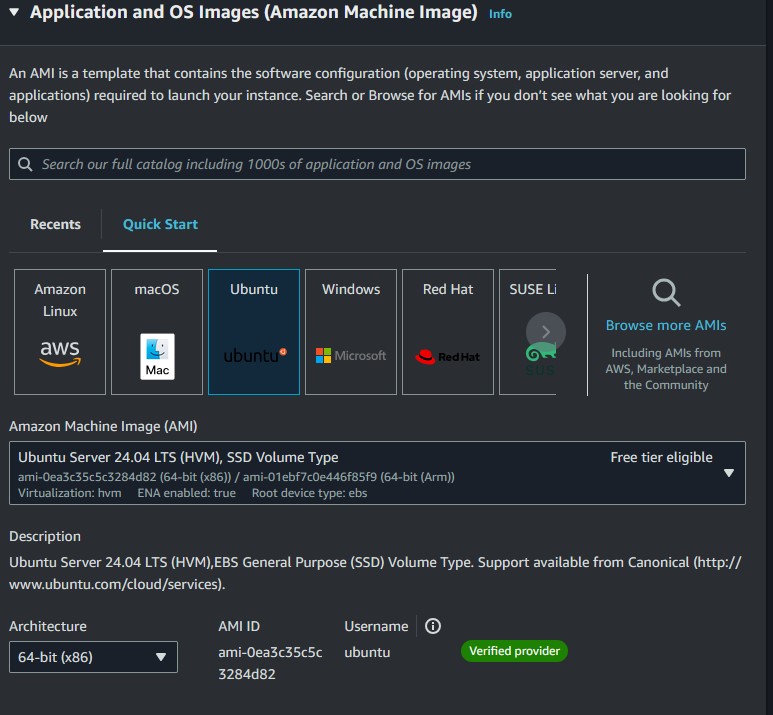 Application and OS Images (Amazon Machine Image) Info
An AMI is a template that contains the software configuration (operating system, application server, and
applications) required to launch your instance. Search or Browse for AMIs if you don't see what you are looking for
below
Search our full catalog including 1000s of application and OS images
Recents
Quick Start
Amazon
Linux
aws
macOS
Mac
Ubuntu
ubuntu
Windows
Microsoft
Red Hat
Red Hat
SUSE Li
SUS
Browse more AMIs
Including AMIs from
AWS, Marketplace and
the Community
Amazon Machine Image (AMI)
Ubuntu Server 24.04 LTS (HVM), SSD Volume Type
Free tier eligible
ami-0ea3c35c5c3284d82 (64-bit (x86)) / ami-01ebf7c0e446f85f9 (64-bit (Arm))
Virtualization: hvm ENA enabled: true Root device type: ebs
Description
Ubuntu Server 24.04 LTS (HVM),EBS General Purpose (SSD) Volume Type. Support available from Canonical (http://
www.ubuntu.com/cloud/services).
Architecture
64-bit (x86)
AMI ID
ami-0ea3c35c5c
3284d82
Username
ubuntu
Verified provider